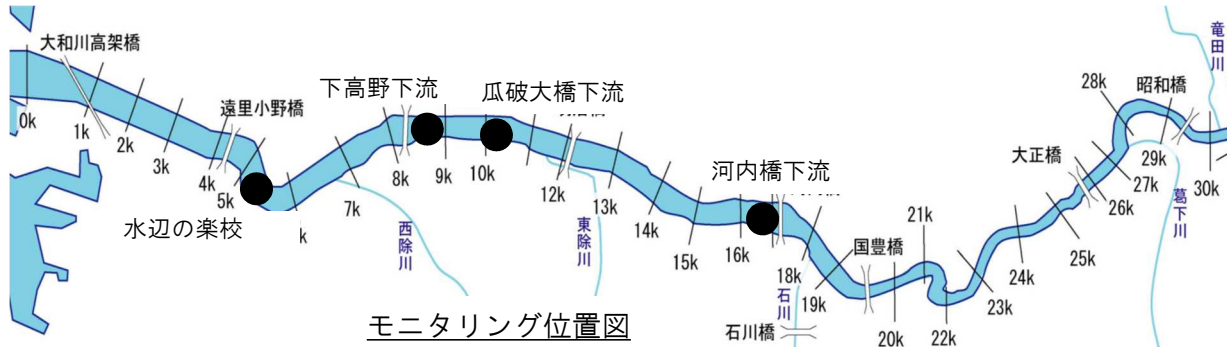 大和川高架橋
遠里小野橋
下高野下流
瓜破大橋下流
河内橋下流
水辺の楽校
国豊橋
石川橋
大正橋
昭和橋
西除川
東除川
石川
葛下川
竜田川
0k
1k
2k
3k
4k
5k
k
7k
8k
9k
10k
12k
13k
14k
15k
16k
18k
19k
20k
21k
22k
23k
24k
25k
26k
27k
28k
29k
30k
モニタリング位置図